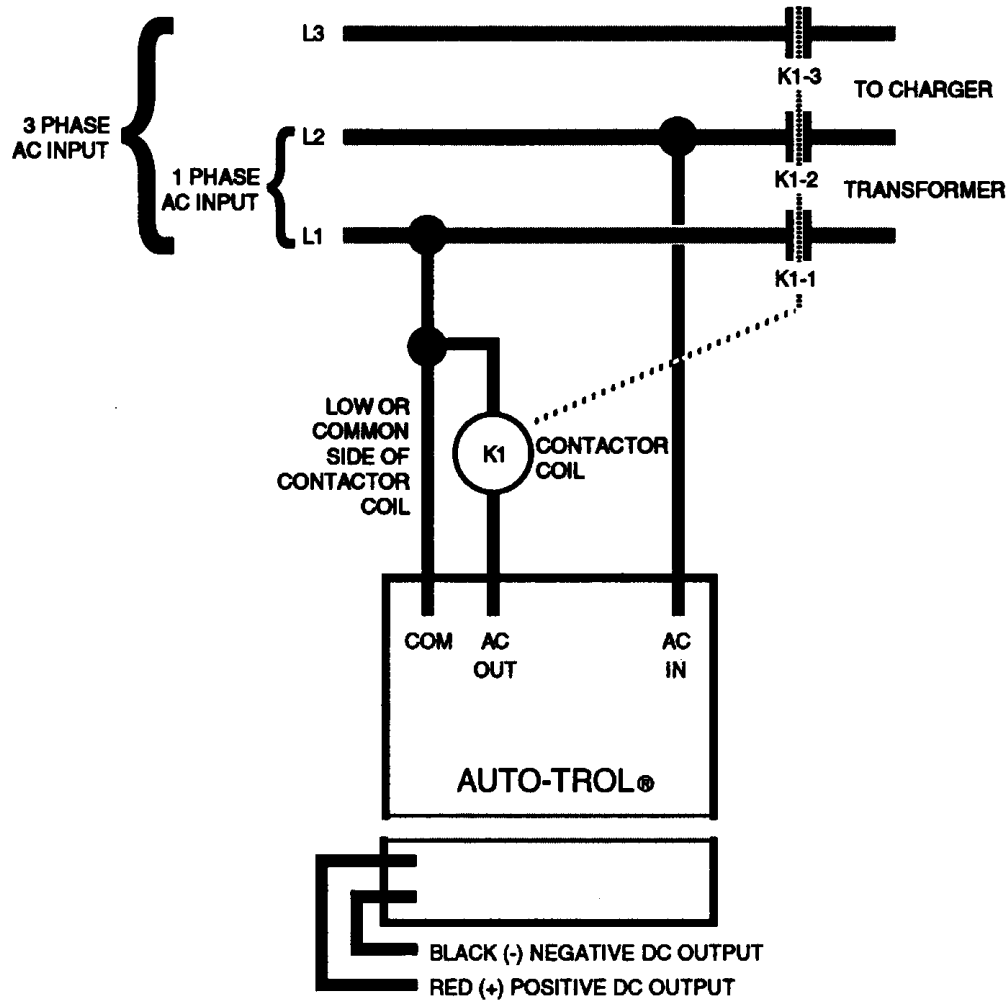 L3
K1-3
TO CHARGER
3 PHASE
AC INPUT
L2
1 PHASE
AC INPUT
K1-2
TRANSFORMER
L1
K1-1
LOW OR
COMMON
SIDE OF
CONTACTOR
COIL
K1
CONTACTOR
COIL
COM
AC
OUT
AC
IN
AUTO-TROL®
BLACK (-) NEGATIVE DC OUTPUT
RED (+) POSITIVE DC OUTPUT